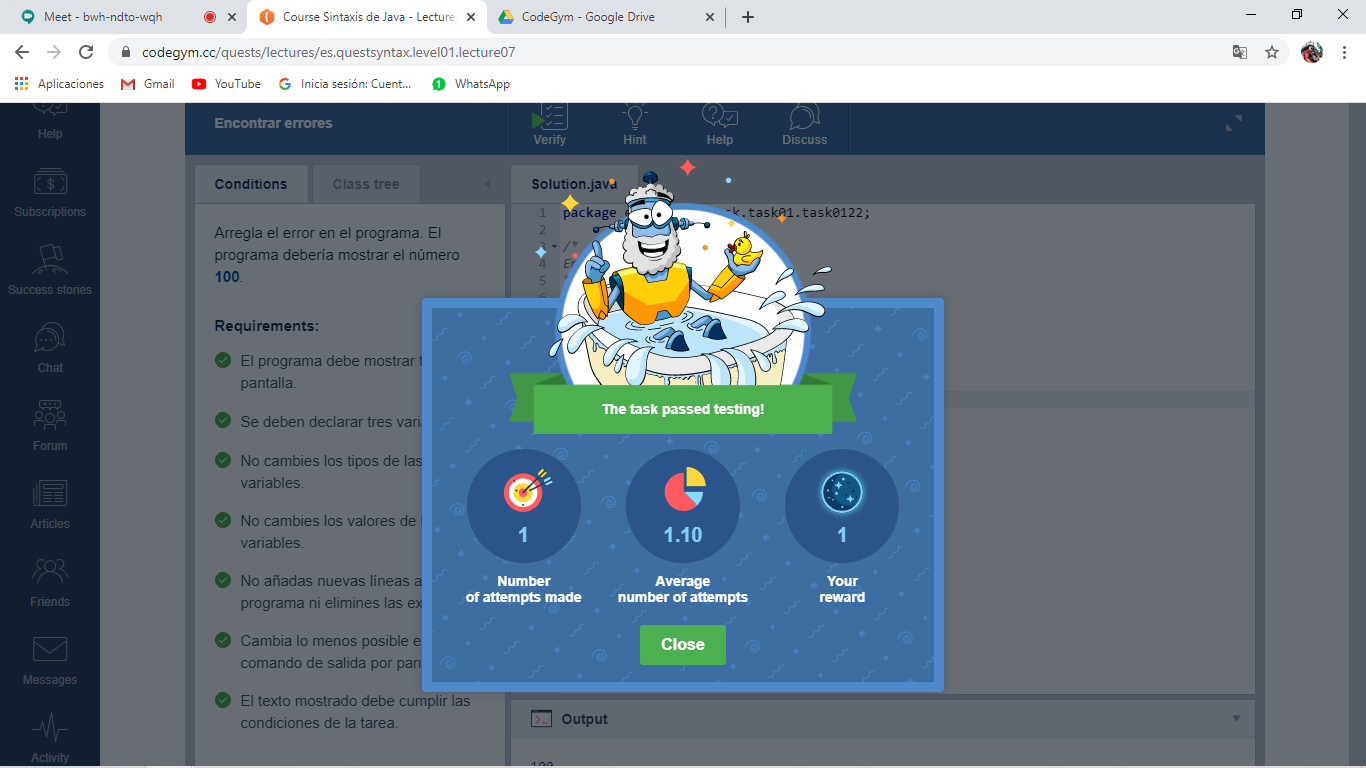 Meet - bwh-ndto-wqh
Course Sintaxis de Java - Lecture:
CodeGym - Google Drive
codegym.cc/quests/lectures/es.questsyntax.level01.lecture07
Aplicaciones
Gmail
YouTube
Inicia sesión: Cuent...
WhatsApp
Help
Subscriptions
Success stories
Chat
Forum
Articles
Friends
Messages
Activity
Encontrar errores
Verify
Hint
Help
Discuss
Conditions
Class tree
Arregla el error en el programa. El
programa debería mostrar el número
100.
Requirements:
El programa debe mostrar
pantalla.
Se deben declarar tres
No cambies los tipos de las
variables.
No cambies los valores de
variables.
No añadas nuevas líneas a
programa ni elimines las
Cambia lo menos posible
comando de salida por
El texto mostrado debe cumplir las
condiciones de la tarea.
Solution.java
1 package .task01.task0122;
2
3 /*
4
5
The task passed testing!
1
Number
of attempts made
1.10
Average
number of attempts
1
Your
reward
Close
Output